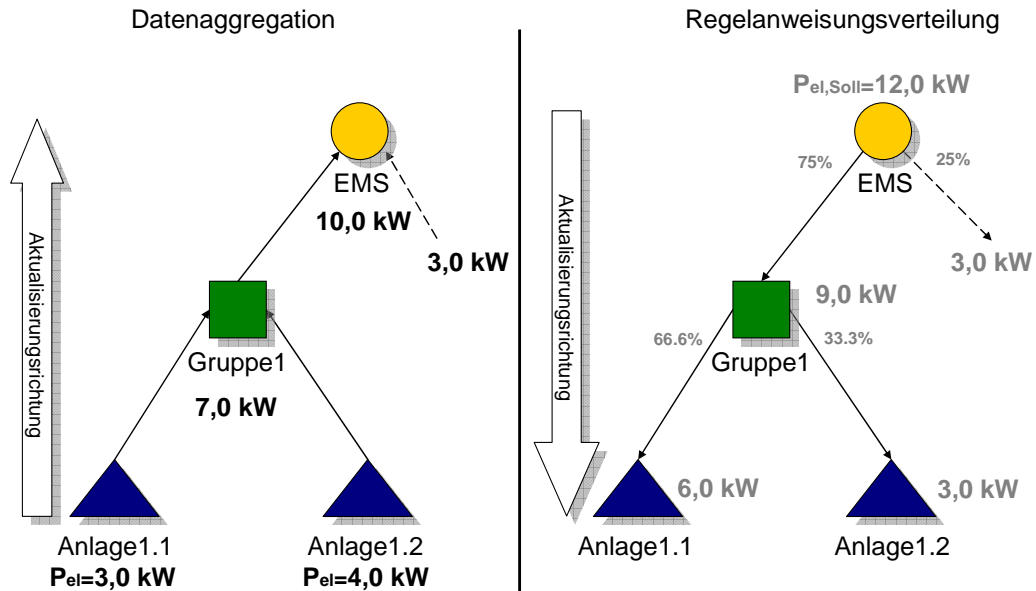 Datenaggregation
Aktualisierungsrichtung
EMS
10,0 kW
3,0 kW
Gruppe1
7,0 kW
Anlage1.1
Pel=3,0 kW
Anlage1.2
Pel=4,0 kW
Regelanweisungsverteilung
Aktualisierungsrichtung
Pel,Soll=12,0 kW
75%
25%
EMS
3,0 kW
9,0 kW
66.6%
33.3%
Gruppe1
6,0 kW
3,0 kW
Anlage1.1
Anlage1.2